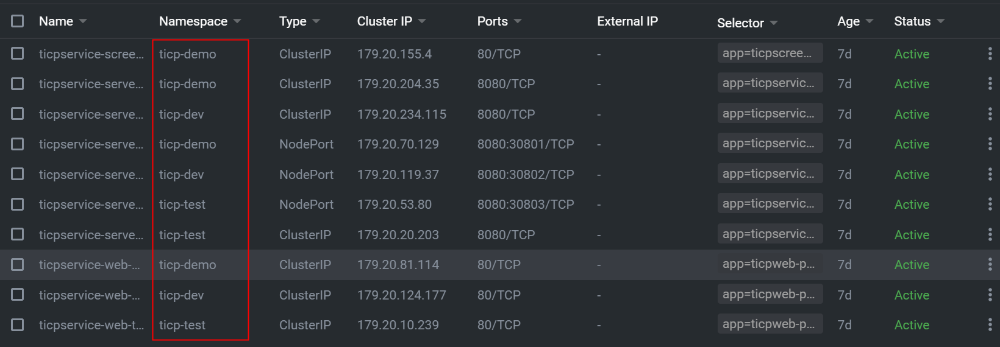 Name Namespace Type Cluster IP Ports External IP Selector Age Status
ticpservice-scree... ticp-demo ClusterIP 179.20.155.4 80/TCP - app=ticpscree... 7d Active
ticpservice-serve... ticp-demo ClusterIP 179.20.204.35 8080/TCP - app=ticpservic... 7d Active
ticpservice-serve... ticp-dev ClusterIP 179.20.234.115 8080/TCP - app=ticpservic... 7d Active
ticpservice-serve... ticp-demo NodePort 179.20.70.129 8080:30801/TCP - app=ticpservic... 7d Active
ticpservice-serve... ticp-dev NodePort 179.20.119.37 8080:30802/TCP - app=ticpservic... 7d Active
ticpservice-serve... ticp-test NodePort 179.20.53.80 8080:30803/TCP - app=ticpservic... 7d Active
ticpservice-serve... ticp-test ClusterIP 179.20.20.203 8080/TCP - app=ticpservic... 7d Active
ticpservice-web-... ticp-demo ClusterIP 179.20.81.114 80/TCP - app=ticpweb-p... 7d Active
ticpservice-web-... ticp-dev ClusterIP 179.20.124.177 80/TCP - app=ticpweb-p... 7d Active
ticpservice-web-t... ticp-test ClusterIP 179.20.10.239 80/TCP - app=ticpweb-p... 7d Active